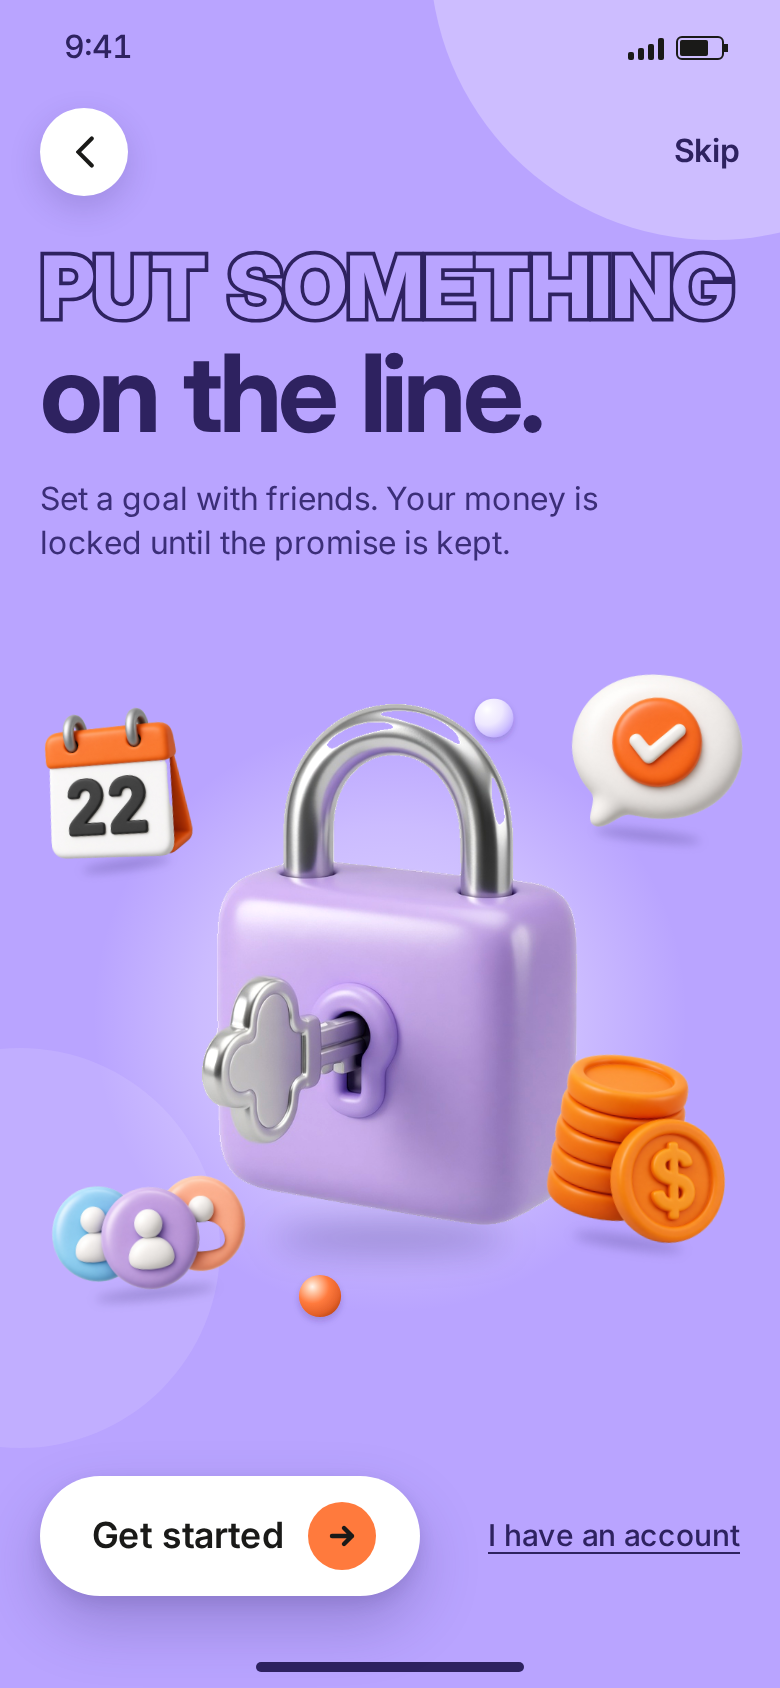 9:41
Skip
PUT SOMETHING
on the line.
Set a goal with friends. Your money is
locked until the promise is kept.
22
$
Get started
I have an account